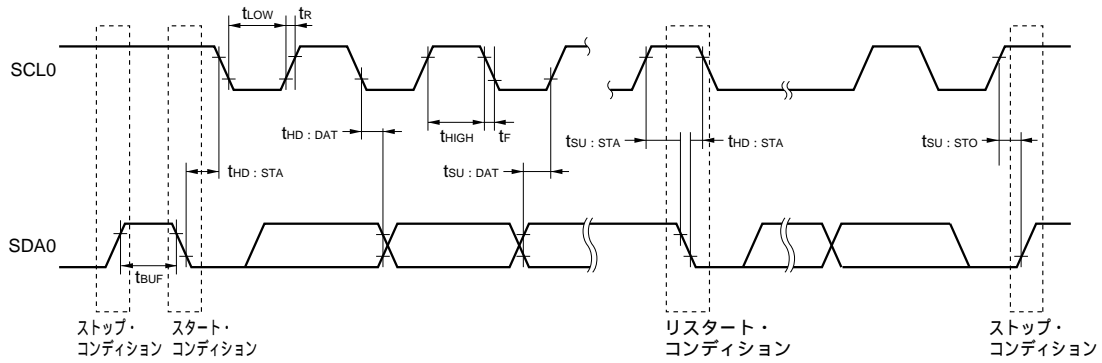 tLOW
tR
SCL0
tHD : DAT
tHIGH
tF
tSU : STA
tHD : STA
tSU : STO
tHD : STA
tSU : DAT
SDA0
tBUF
ストップ・
コンディション
スタート・
コンディション
リスタート・
コンディション
ストップ・
コンディション